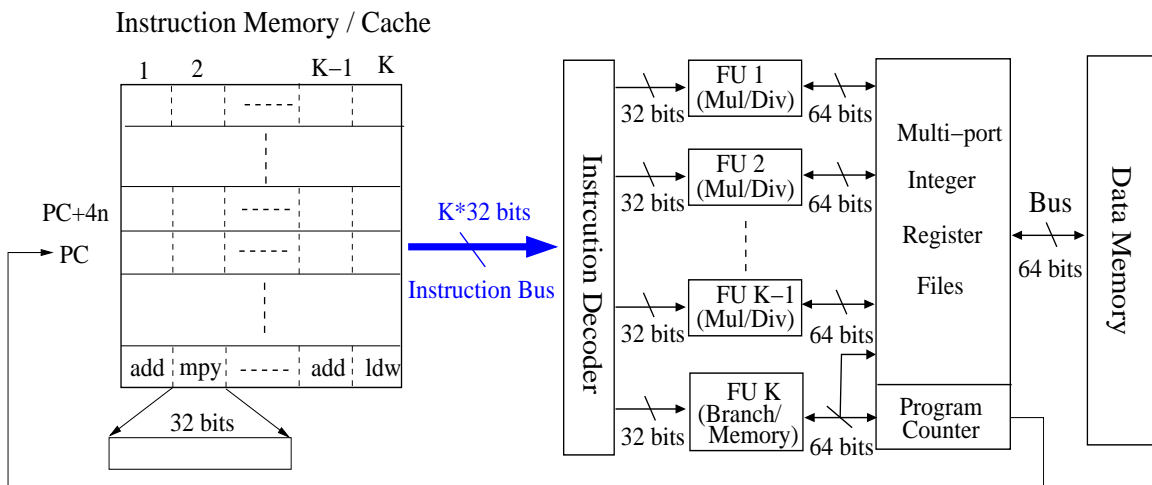 Instruction Memory / Cache
1 2 K−1 K
PC+4n
PC
add mpy add ldw
32 bits
K*32 bits
Instruction Bus
Instrcution Decoder
32 bits
32 bits
32 bits
32 bits
FU 1
(Mul/Div)
FU 2
(Mul/Div)
FU K−1
(Mul/Div)
FU K
(Branch/
Memory)
64 bits
64 bits
64 bits
64 bits
Multi−port
Integer
Register
Files
Program
Counter
Bus
64 bits
Data Memory